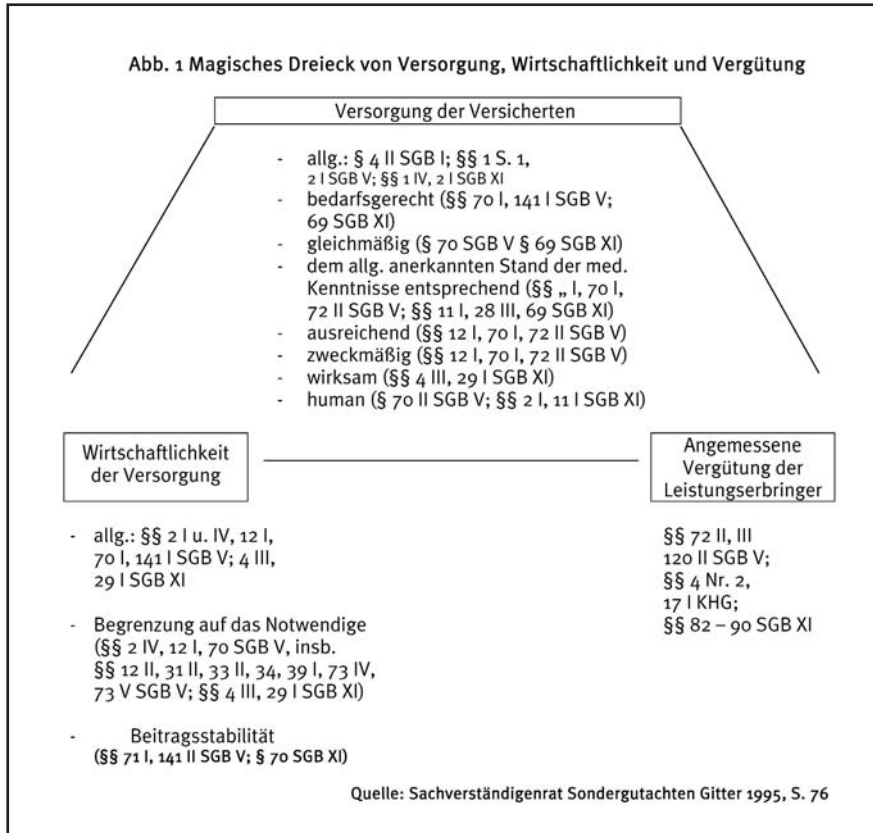 Abb. 1 Magisches Dreieck von Versorgung, Wirtschaftlichkeit und Vergütung
Versorgung der Versicherten
- allg.: § 4 II SGB I; §§ 1 S. 1,
2 I SGB V; §§ 1 IV, 2 I SGB XI
- bedarfsgerecht (§§ 70 I, 141 I SGB V;
69 SGB XI)
- gleichmäßig (§ 70 SGB V § 69 SGB XI)
- dem allg. anerkannten Stand der med.
Kenntnisse entsprechend (§§ „ I, 70 I,
72 II SGB V; §§ 11 I, 28 III, 69 SGB XI)
- ausreichend (§§ 12 I, 70 I, 72 II SGB V)
- zweckmäßig (§§ 12 I, 70 I, 72 II SGB V)
- wirksam (§§ 4 III, 29 I SGB XI)
- human (§ 70 II SGB V; §§ 2 I, 11 I SGB XI)
Wirtschaftlichkeit
der Versorgung
- allg.: §§ 2 I u. IV, 12 I,
70 I, 141 I SGB V; 4 III,
29 I SGB XI
- Begrenzung auf das Notwendige
(§§ 2 IV, 12 I, 70 SGB V, insb.
§§ 12 II, 31 II, 33 II, 34, 39 I, 73 IV,
73 V SGB V; §§ 4 III, 29 I SGB XI)
- Beitragsstabilität
(§§ 71 I, 141 II SGB V; § 70 SGB XI)
Angemessene
Vergütung der
Leistungserbringer
§§ 72 II, III
120 II SGB V;
§§ 4 Nr. 2,
17 I KHG;
§§ 82 – 90 SGB XI
Quelle: Sachverständigenrat Sondergutachten Gitter 1995, S. 76